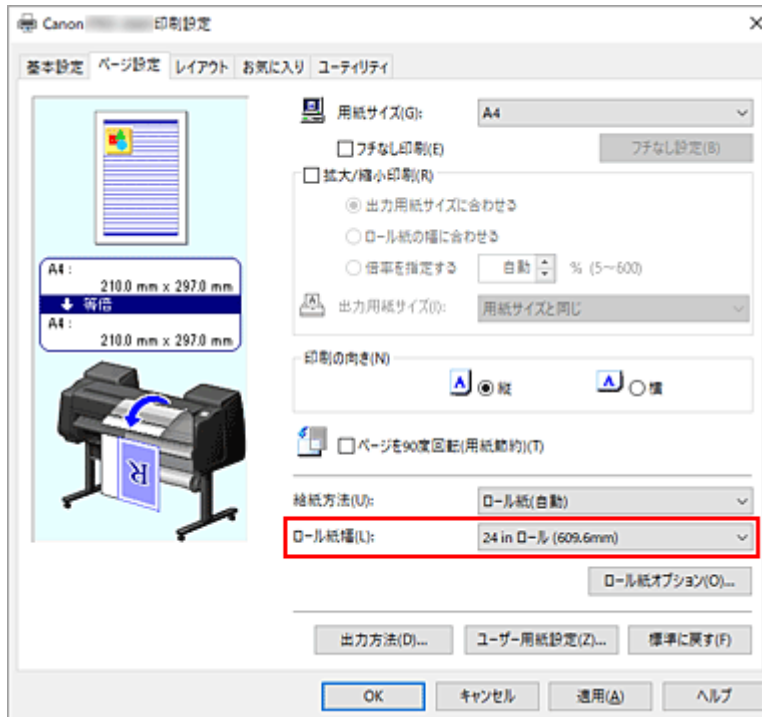 Canon 印刷設定
基本設定 ページ設定 レイアウト お気に入り ユーティリティ
用紙サイズ(G): A4
フチなし印刷(E) フチなし設定(B)
拡大/縮小印刷(R)
出力用紙サイズに合わせる
ロール紙の幅に合わせる
倍率を指定する 自動 % (5～600)
出力用紙サイズ(I): 用紙サイズと同じ
A4 :
210.0 mm x 297.0 mm
等倍
A4 :
210.0 mm x 297.0 mm
印刷の向き(N)
A 縦 A 横
R
ページを90度回転(用紙節約)(T)
給紙方法(U): ロール紙(自動)
ロール紙幅(L): 24 in ロール (609.6mm)
ロール紙オプション(O)...
出力方法(D)... ユーザー用紙設定(Z)... 標準に戻す(F)
OK キャンセル 適用(A) ヘルプ